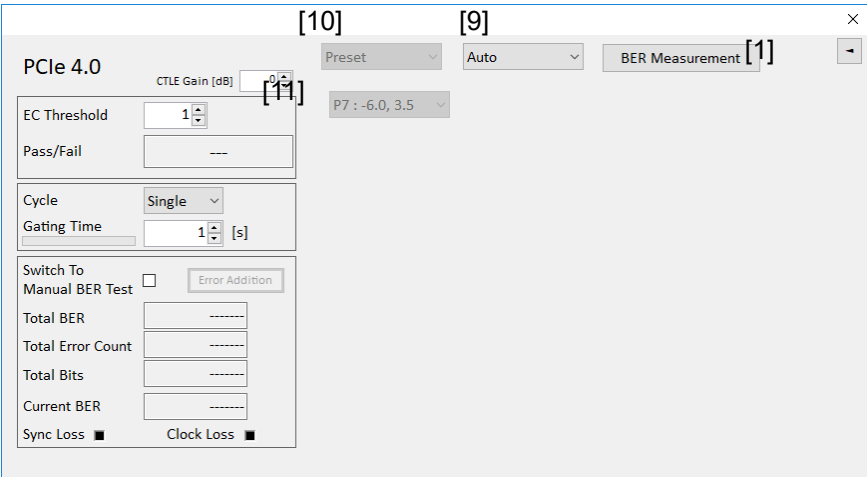 [10] [9]
Preset Auto BER Measurement [1]
PCIe 4.0
CTLE Gain [dB] 0
[11]
P7 : -6.0, 3.5
EC Threshold 1
Pass/Fail ---
Cycle Single
Gating Time 1 [s]
Switch To
Manual BER Test Error Addition
Total BER -------
Total Error Count -------
Total Bits -------
Current BER -------
Sync Loss Clock Loss